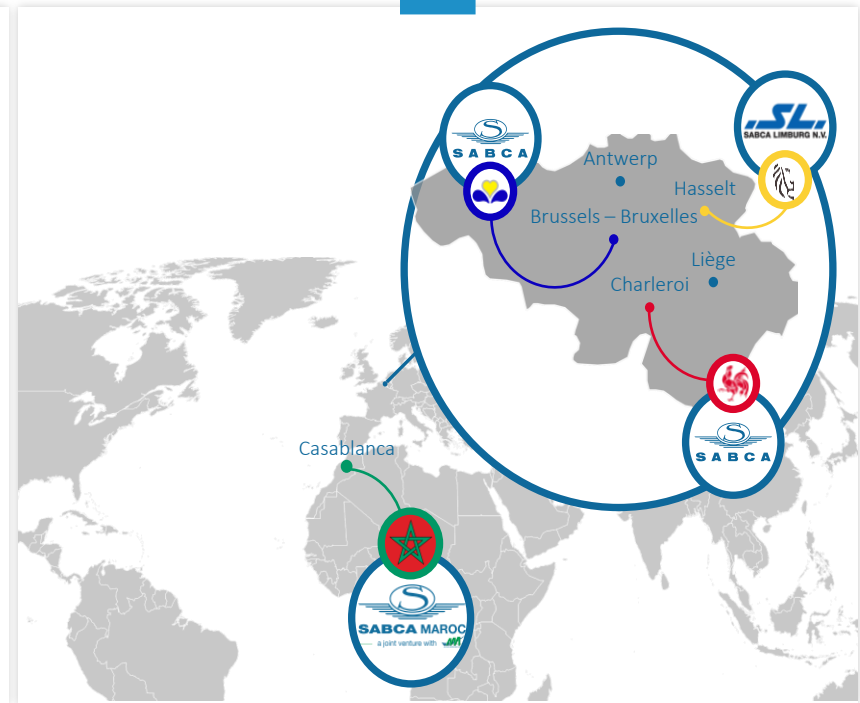 SABCA
SL.
SABCA LIMBURG N.V.
Antwerp
Hasselt
Brussels – Bruxelles
Liège
Charleroi
S
SABCA
Casablanca
S
SABCA MAROC
a joint venture with